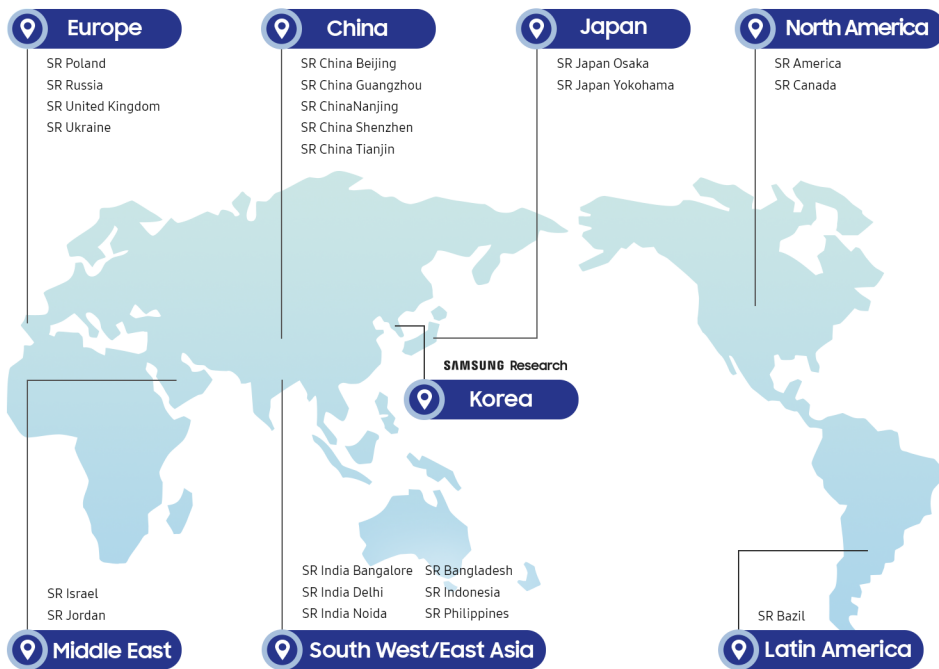 Europe
SR Poland
SR Russia
SR United Kingdom
SR Ukraine
China
SR China Beijing
SR China Guangzhou
SR ChinaNanjing
SR China Shenzhen
SR China Tianjin
Japan
SR Japan Osaka
SR Japan Yokohama
North America
SR America
SR Canada
SAMSUNG Research
Korea
SR Israel
SR Jordan
Middle East
SR India Bangalore
SR India Delhi
SR India Noida
SR Bangladesh
SR Indonesia
SR Philippines
South West/East Asia
SR Bazil
Latin America